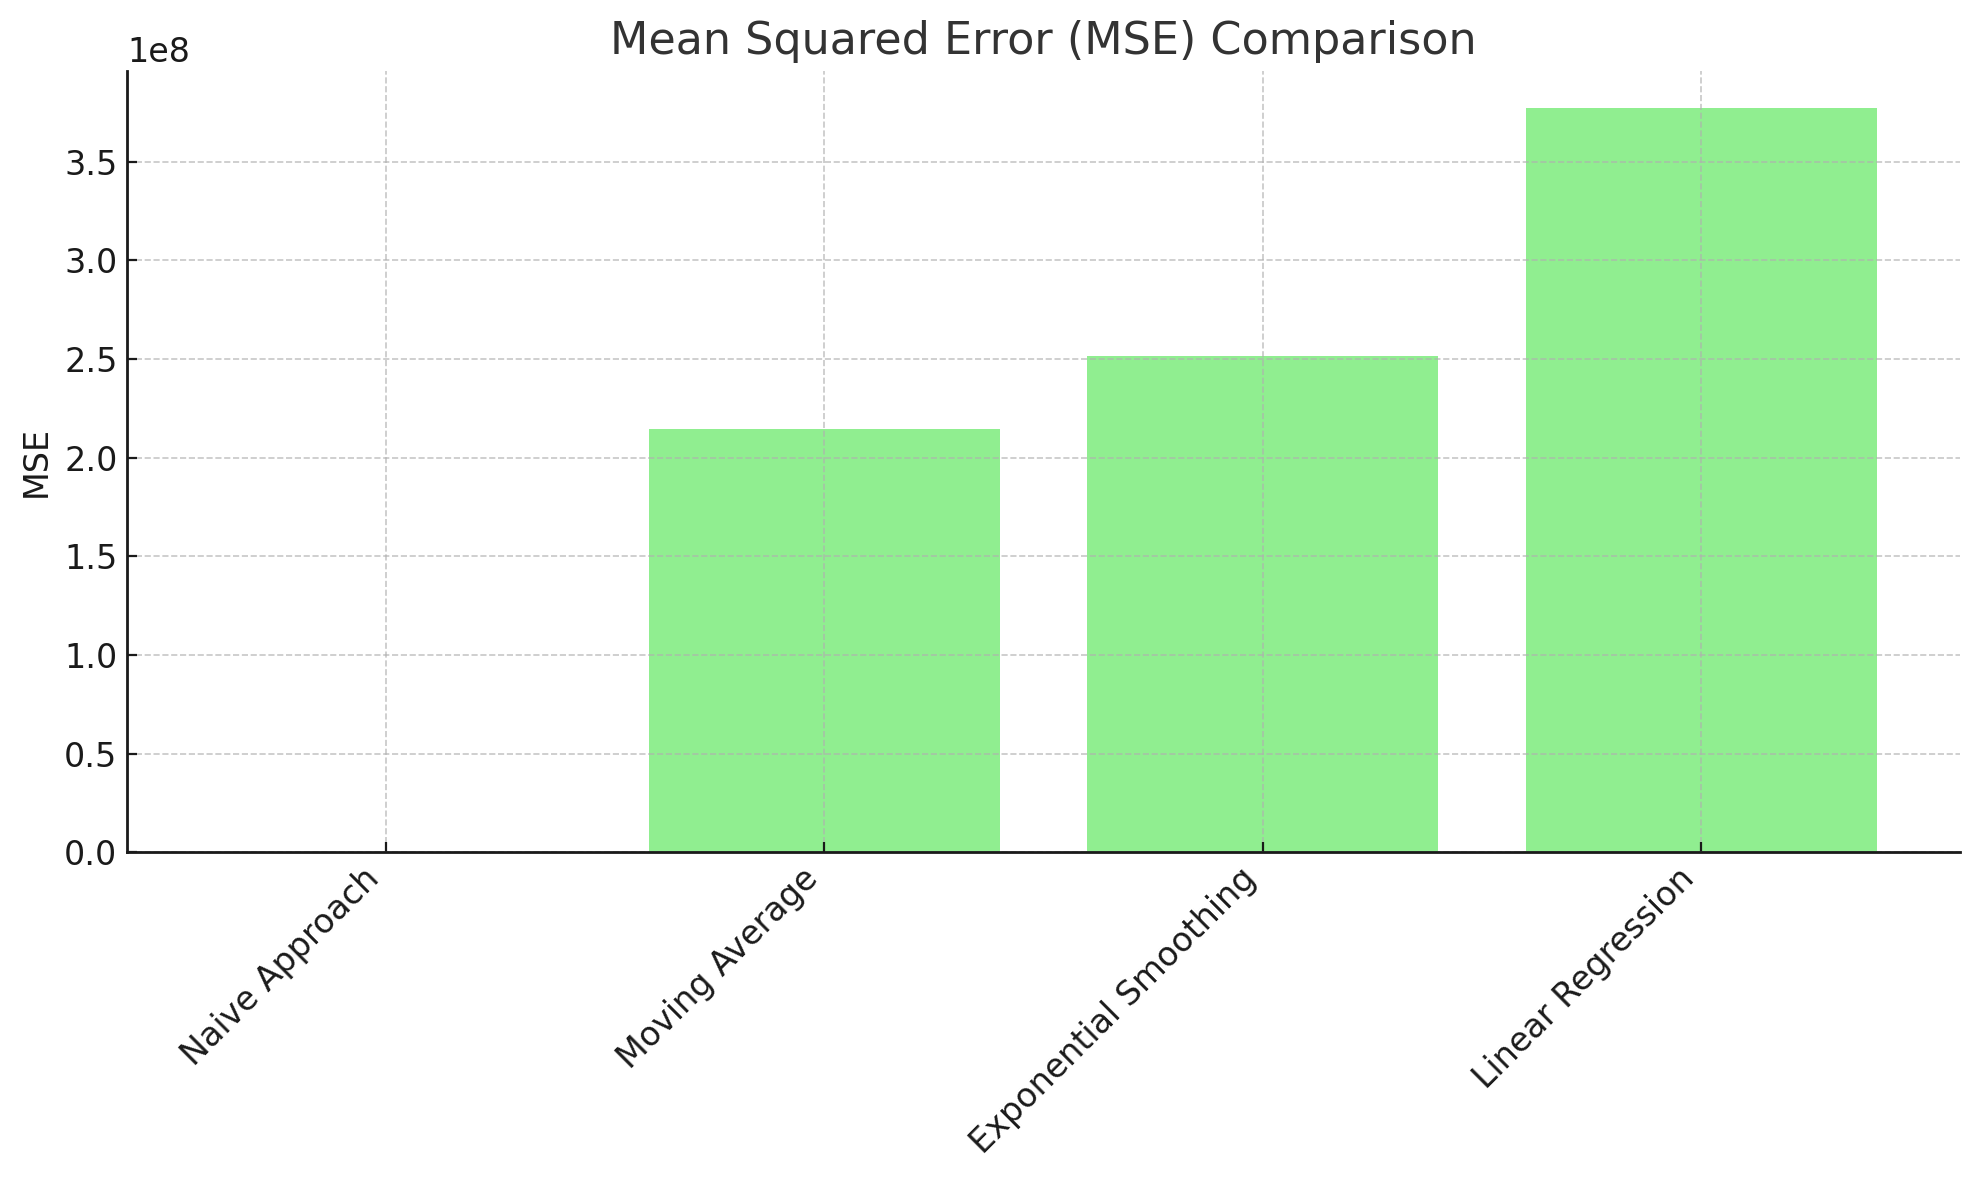 Mean Squared Error (MSE) Comparison
1e8
3.5
3.0
2.5
2.0
1.5
1.0
0.5
0.0
MSE
Naive Approach
Moving Average
Exponential Smoothing
Linear Regression